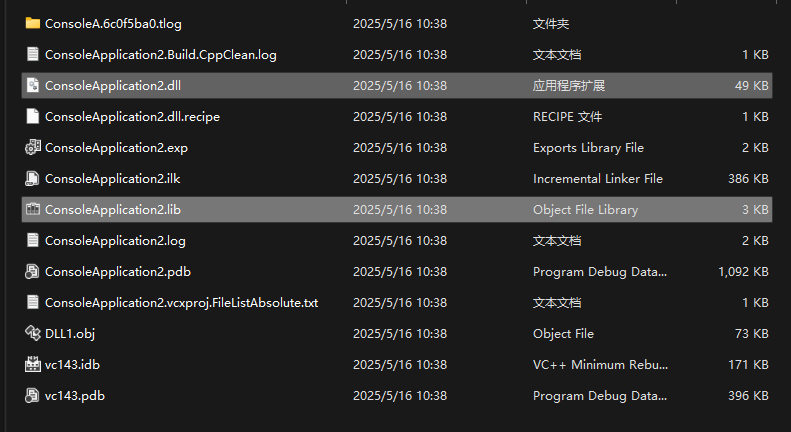 ConsoleA.6c0f5ba0.tlog 2025/5/16 10:38 文件夹
ConsoleApplication2.Build.CppClean.log 2025/5/16 10:38 文本文档 1 KB
ConsoleApplication2.dll 2025/5/16 10:38 应用程序扩展 49 KB
ConsoleApplication2.dll.recipe 2025/5/16 10:38 RECIPE 文件 1 KB
ConsoleApplication2.exp 2025/5/16 10:38 Exports Library File 2 KB
ConsoleApplication2.ilk 2025/5/16 10:38 Incremental Linker File 386 KB
ConsoleApplication2.lib 2025/5/16 10:38 Object File Library 3 KB
ConsoleApplication2.log 2025/5/16 10:38 文本文档 2 KB
ConsoleApplication2.pdb 2025/5/16 10:38 Program Debug Data... 1,092 KB
ConsoleApplication2.vcxproj.FileListAbsolute.txt 2025/5/16 10:38 文本文档 1 KB
DLL1.obj 2025/5/16 10:38 Object File 73 KB
vc143.idb 2025/5/16 10:38 VC++ Minimum Rebu... 171 KB
vc143.pdb 2025/5/16 10:38 Program Debug Data... 396 KB